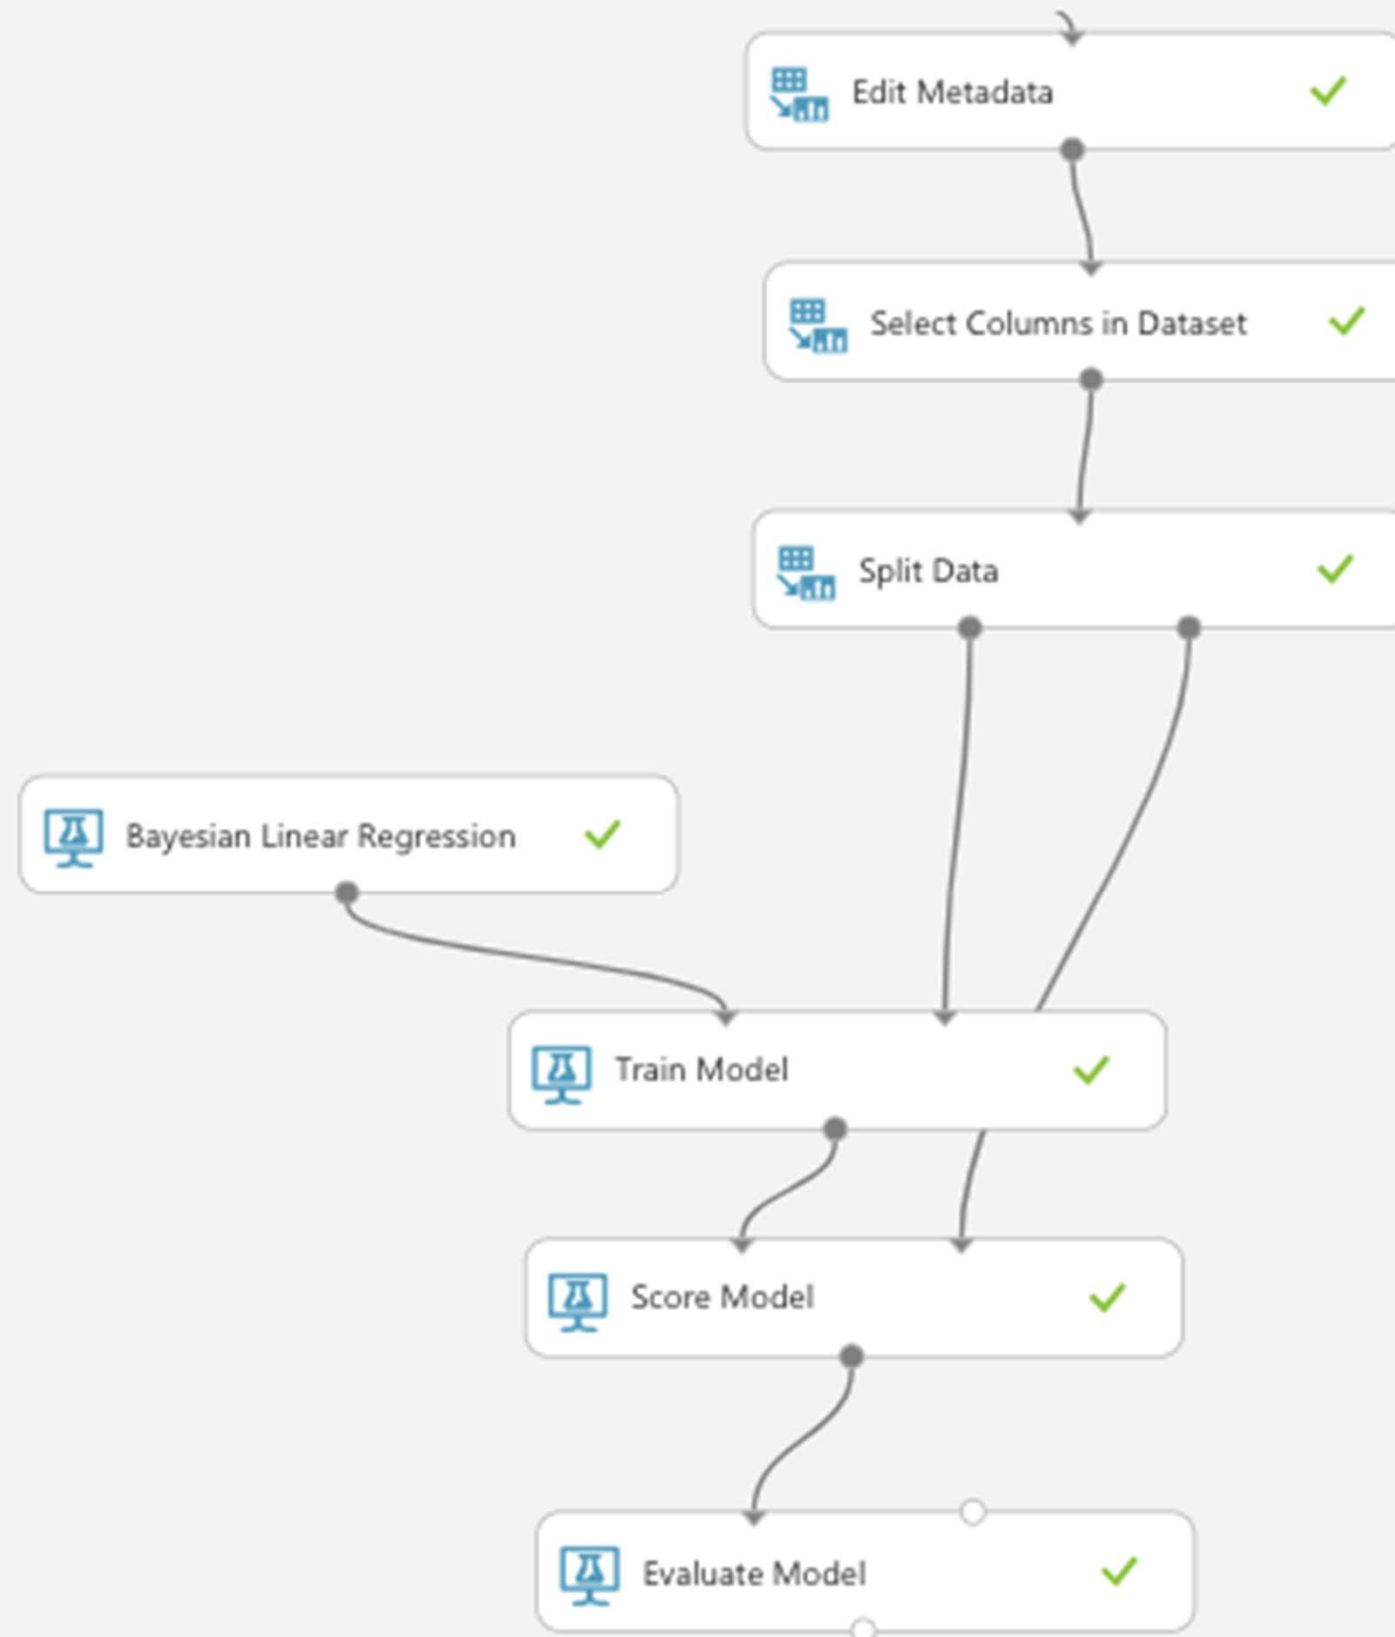 Edit Metadata
Select Columns in Dataset
Split Data
Bayesian Linear Regression
Train Model
Score Model
Evaluate Model